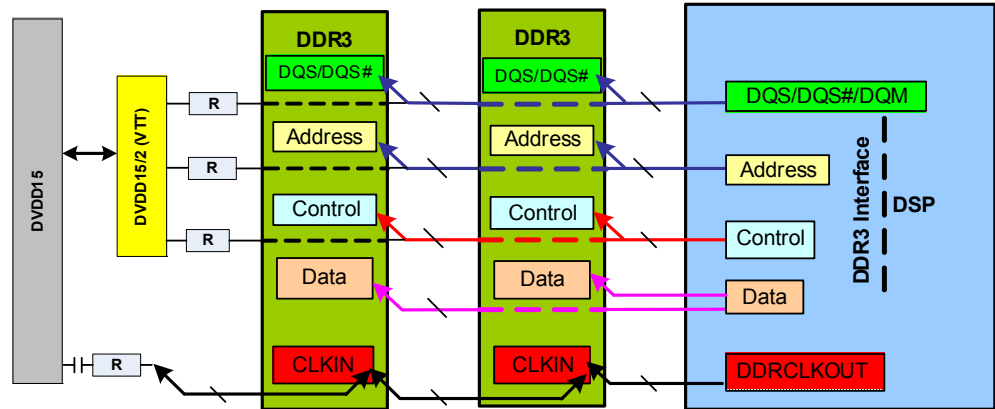 DVDD15
DVDD15/2 (VTT)
R
R
R
R
DDR3
DQS/DQS#
Address
Control
Data
CLKIN
DDR3
DQS/DQS#
Address
Control
Data
CLKIN
DQS/DQS#/DQM
Address
Control
Data
DDRCLKOUT
DDR3 Interface
DSP